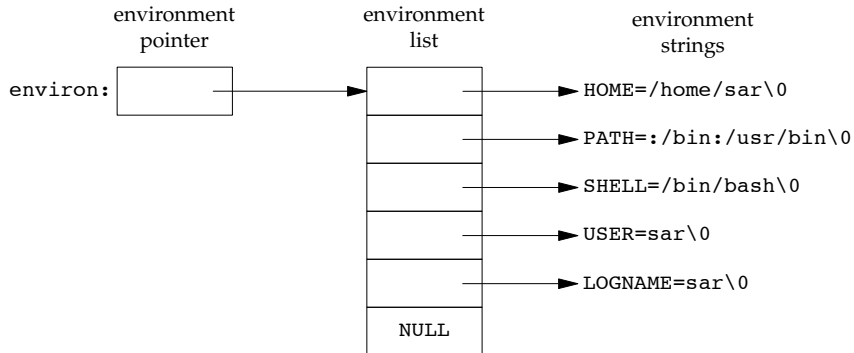 environment
pointer
environment
list
environment
strings
environ:
HOME=/home/sar\0
PATH=:/bin:/usr/bin\0
SHELL=/bin/bash\0
USER=sar\0
LOGNAME=sar\0
NULL